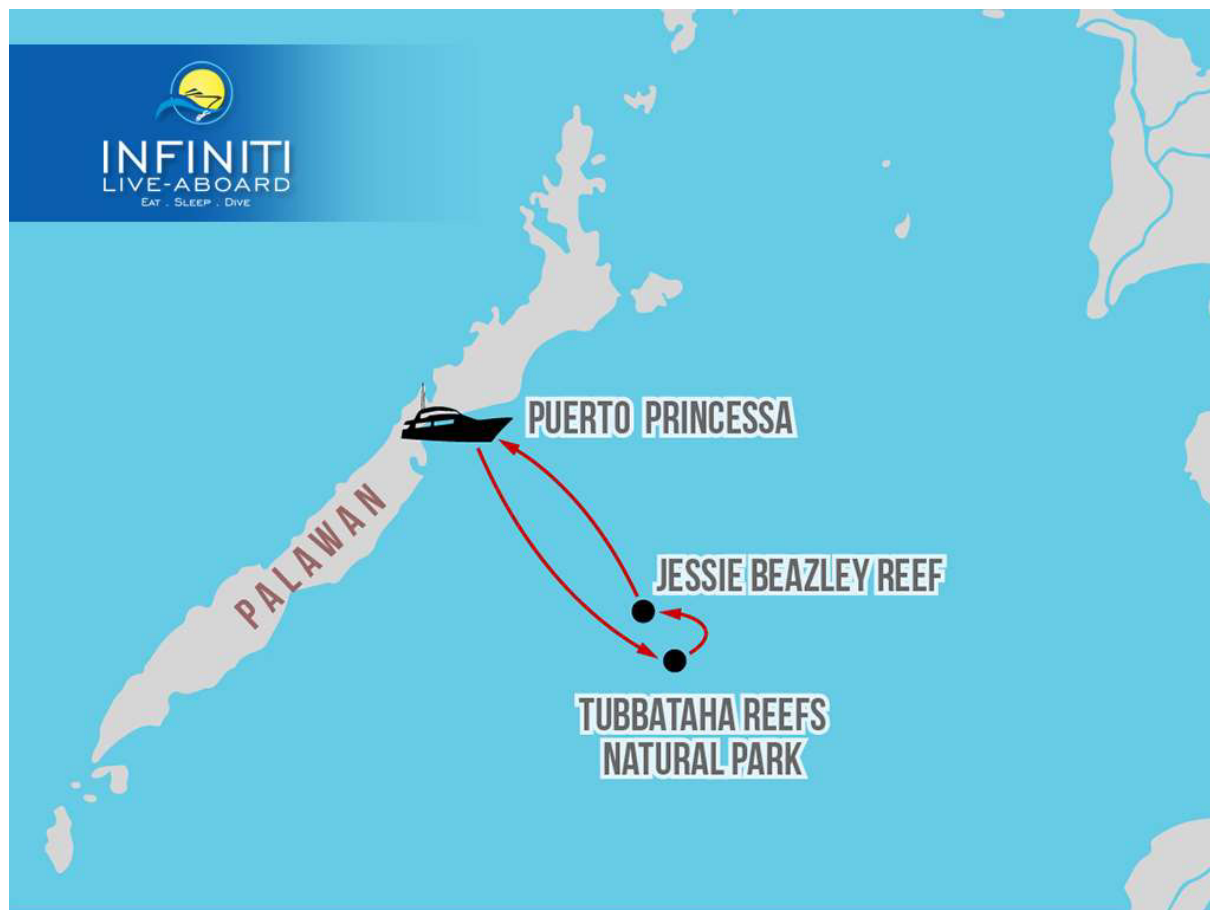 INFINITI
LIVE-ABOARD
EAT . SLEEP . DIVE
PUERTO PRINCESSA
PALAWAN
JESSIE BEAZLEY REEF
TUBBATAHA REEFS
NATURAL PARK